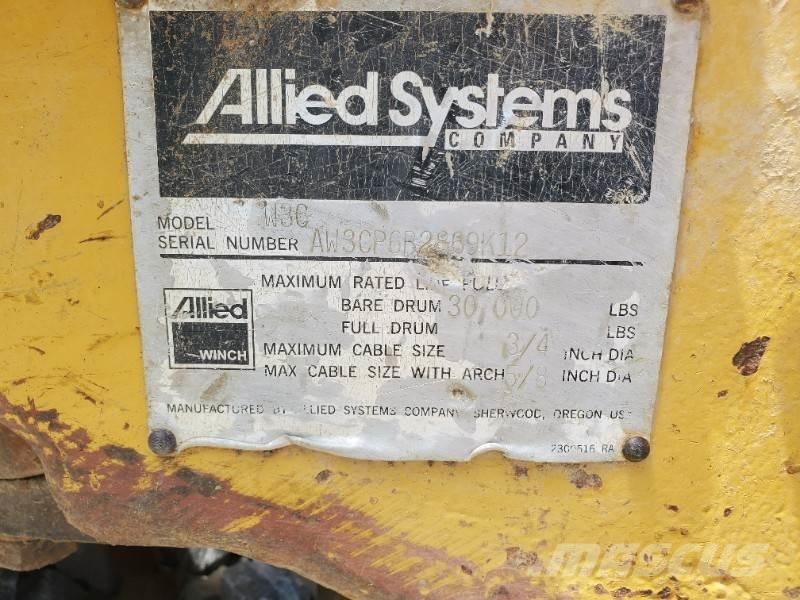 Allied Systems
COMPANY
MODEL W3C
SERIAL NUMBER AW3CP6B2869K12
MAXIMUM RATED LINE PULL
BARE DRUM 30,000 LBS
FULL DRUM LBS
MAXIMUM CABLE SIZE 3/4 INCH DIA
MAX CABLE SIZE WITH ARCH 5/8 INCH DIA
Allied
WINCH
MANUFACTURED BY ALLIED SYSTEMS COMPANY SHERWOOD, OREGON USA
RA
MASCUS